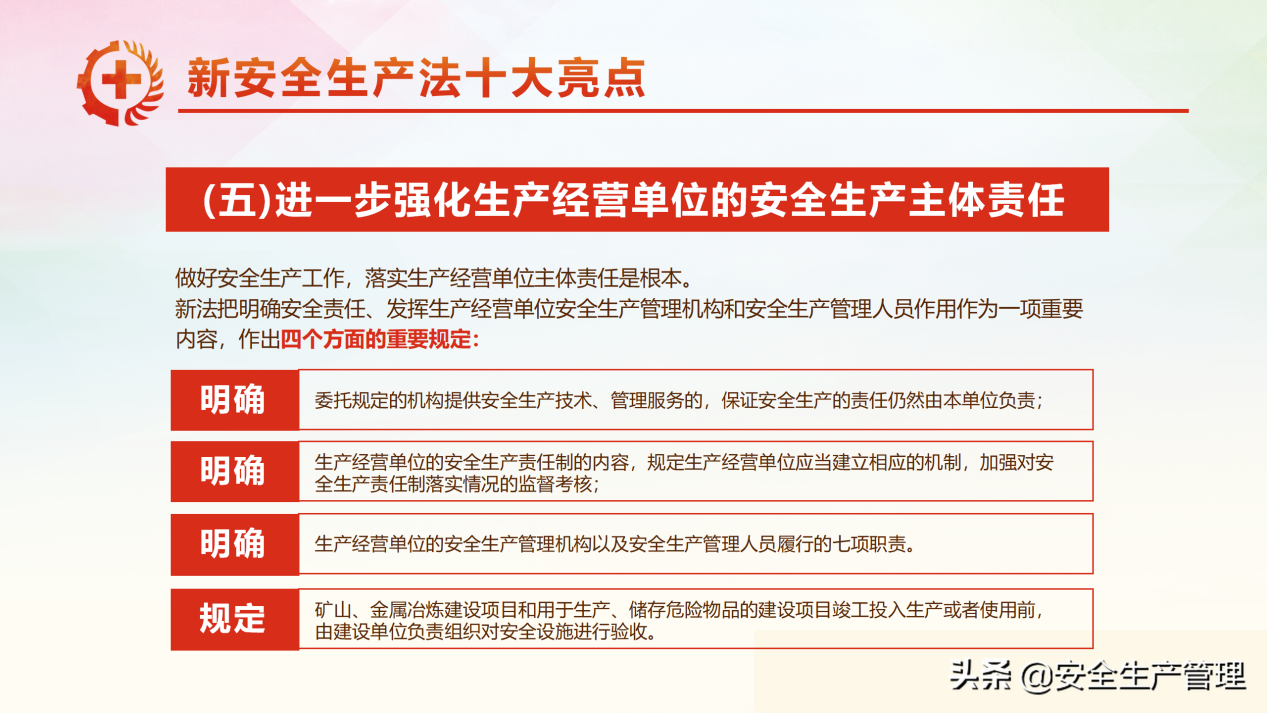 新安全生产法十大亮点
(五)进一步强化生产经营单位的安全生产主体责任
做好安全生产工作，落实生产经营单位主体责任是根本。
新法把明确安全责任、发挥生产经营单位安全生产管理机构和安全生产管理人员作用作为一项重要
内容，作出四个方面的重要规定：
明确
委托规定的机构提供安全生产技术、管理服务的，保证安全生产的责任仍然由本单位负责；
明确
生产经营单位的安全生产责任制的内容，规定生产经营单位应当建立相应的机制，加强对安
全生产责任制落实情况的监督考核；
明确
生产经营单位的安全生产管理机构以及安全生产管理人员履行的七项职责。
规定
矿山、金属冶炼建设项目和用于生产、储存危险物品的建设项目竣工投入生产或者使用前，
由建设单位负责组织对安全设施进行验收。
头条 @安全生产管理